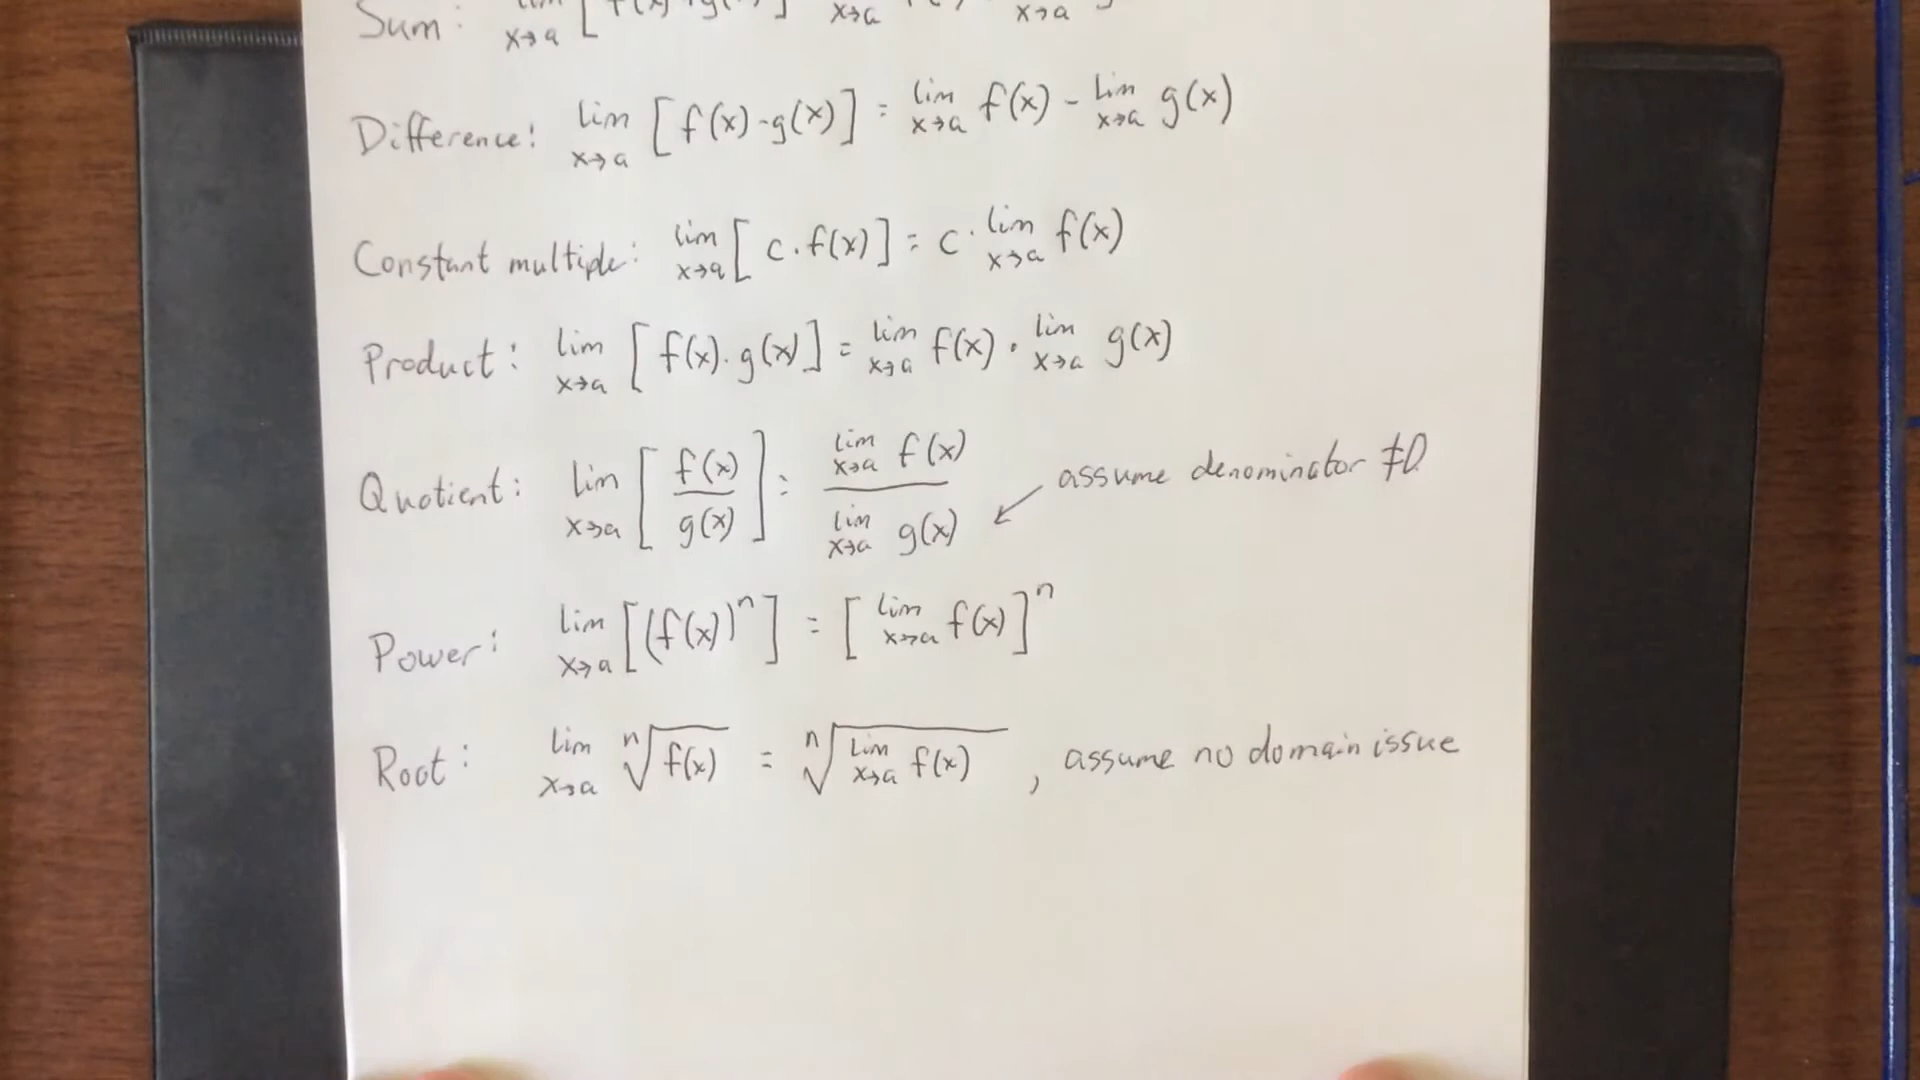 Sum: lim x→a [ f(x) + g( ] x→a x→a
Difference: lim x→a [f(x) - g(x)] = lim x→a f(x) - lim x→a g(x)
Constant multiple: lim x→a [c · f(x)] = c · lim x→a f(x)
Product: lim x→a [f(x) · g(x)] = lim x→a f(x) · lim x→a g(x)
Quotient: lim x→a [f(x)/g(x)] = lim x→a f(x) / lim x→a g(x) ← assume denominator ≠0
Power: lim x→a [(f(x))^n] = [lim x→a f(x)]^n
Root: lim x→a ⁿ√f(x) = ⁿ√(lim x→a f(x)) , assume no domain issue